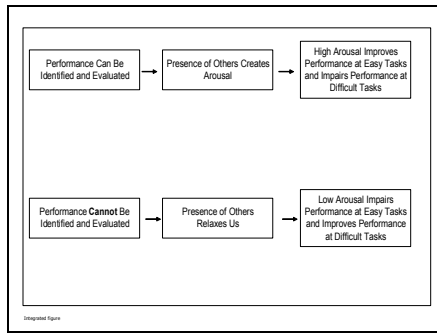 Performance Can Be
Identified and Evaluated
Presence of Others Creates
Arousal
High Arousal Improves
Performance at Easy Tasks
and Impairs Performance at
Difficult Tasks
Performance Cannot Be
Identified and Evaluated
Presence of Others
Relaxes Us
Low Arousal Impairs
Performance at Easy Tasks
and Improves Performance
at Difficult Tasks
Integrated figure